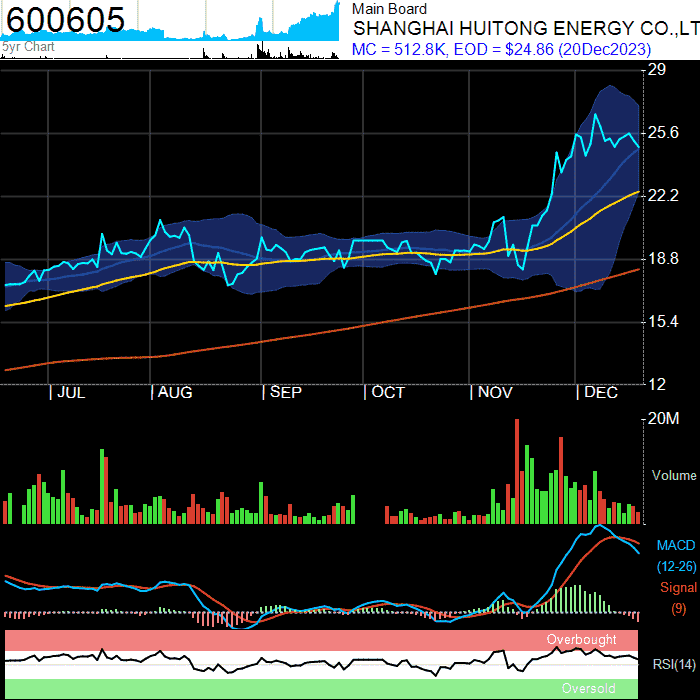 600605
5yr Chart
Main Board
SHANGHAI HUITONG ENERGY CO.,LT
MC = 512.8K, EOD = $24.86 (20Dec2023)
29
25.6
22.2
18.8
15.4
12
JUL AUG SEP OCT NOV DEC
20M
Volume
MACD
(12-26)
Signal
(9)
Overbought
RSI(14)
Oversold